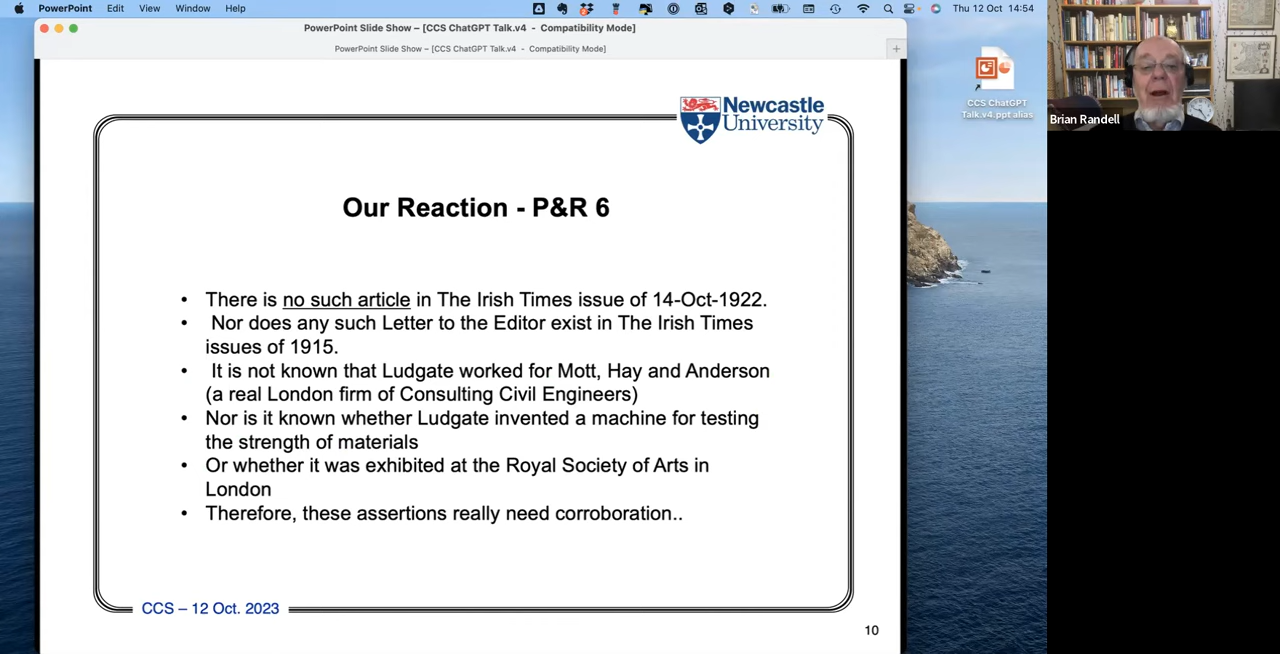 PowerPoint Edit View Window Help
Thu 12 Oct 14:54
PowerPoint Slide Show – [CCS ChatGPT Talk.v4 - Compatibility Mode]
PowerPoint Slide Show – [CCS ChatGPT Talk.v4 - Compatibility Mode]
Newcastle
University
Our Reaction - P&R 6
• There is no such article in The Irish Times issue of 14-Oct-1922.
• Nor does any such Letter to the Editor exist in The Irish Times
issues of 1915.
• It is not known that Ludgate worked for Mott, Hay and Anderson
(a real London firm of Consulting Civil Engineers)
• Nor is it known whether Ludgate invented a machine for testing
the strength of materials
• Or whether it was exhibited at the Royal Society of Arts in
London
• Therefore, these assertions really need corroboration..
CCS – 12 Oct. 2023
10
CCS ChatGPT
Talk.v4.ppt alias
Brian Randell